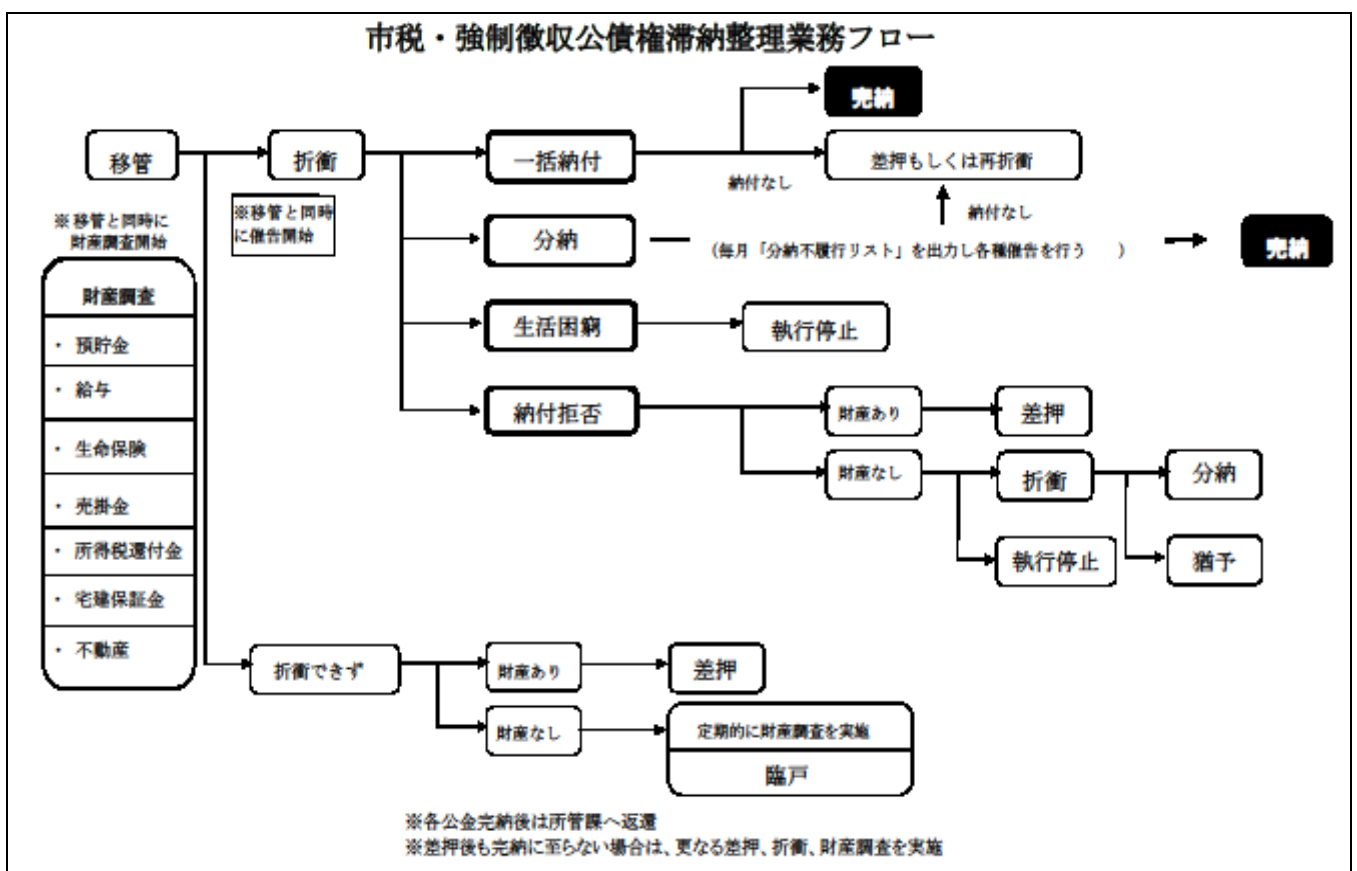 市税・強制徴収公債権滞納整理業務フロー
完納
移管
折衝
一括納付
差押もしくは再折衝
納付なし
※移管と同時に
財産調査開始
※移管と同時
に催告開始
納付なし
分納
(毎月「分納不履行リスト」を出力し各種催告を行う )
完納
財産調査
・ 預貯金
・ 給与
・ 生命保険
・ 売掛金
・ 所得税還付金
・ 宅建保証金
・ 不動産
生活困窮
執行停止
納付拒否
財産あり
差押
財産なし
折衝
分納
執行停止
猶予
折衝できず
財産あり
差押
財産なし
定期的に財産調査を実施
臨戸
※各公金完納後は所管課へ返還
※差押後も完納に至らない場合は、更なる差押、折衝、財産調査を実施